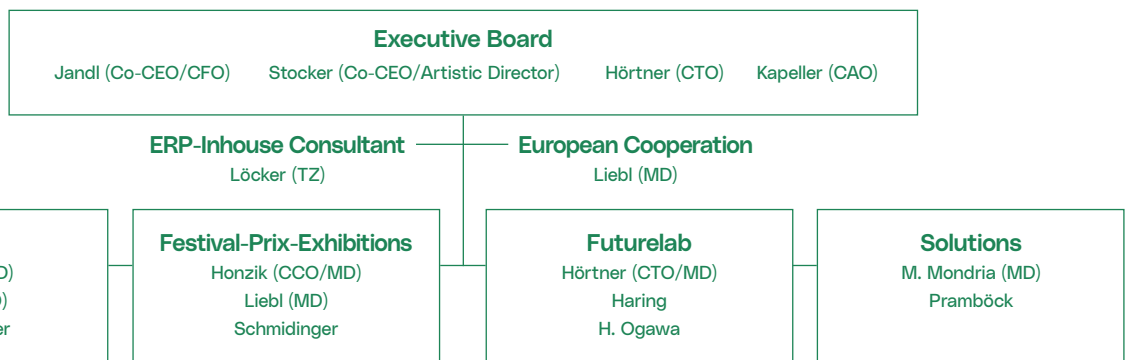 Executive Board
Jandl (Co-CEO/CFO) Stocker (Co-CEO/Artistic Director) Hörtner (CTO) Kapeller (CAO)
ERP-Inhouse Consultant European Cooperation
Löcker (TZ) Liebl (MD)
Festival-Prix-Exhibitions
Honzik (CCO/MD)
Liebl (MD)
Schmidinger
Futurelab
Hörtner (CTO/MD)
Haring
H. Ogawa
Solutions
M. Mondria (MD)
Pramböck